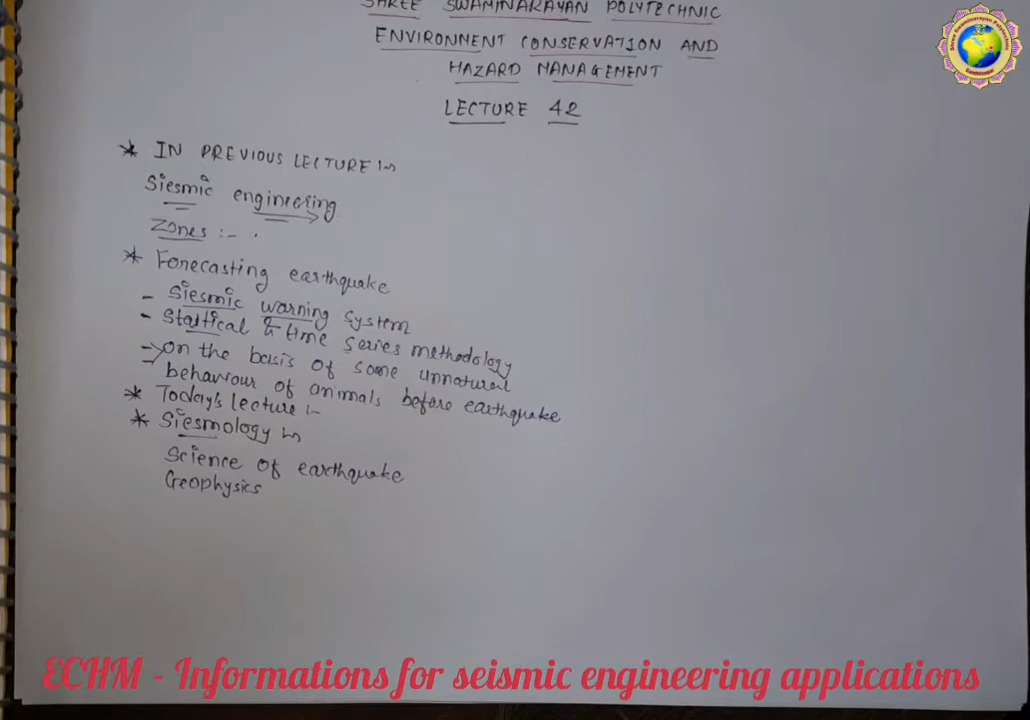 SHREE SWAMINARAYAN POLYTECHNIC
ENVIRONMENT CONSERVATION AND
HAZARD MANAGEMENT
LECTURE 42
* IN PREVIOUS LECTURE :-
Siesmic engineering
Zones :-
* Forecasting earthquake
- Siesmic warning system
- Stastical & time series methodology
- on the basis of some unnatural
behaviour of animals before earthquake
* Today's lecture :-
* Siesmology :-
Science of earthquake
Geophysics
ECHM - Informations for seismic engineering applications